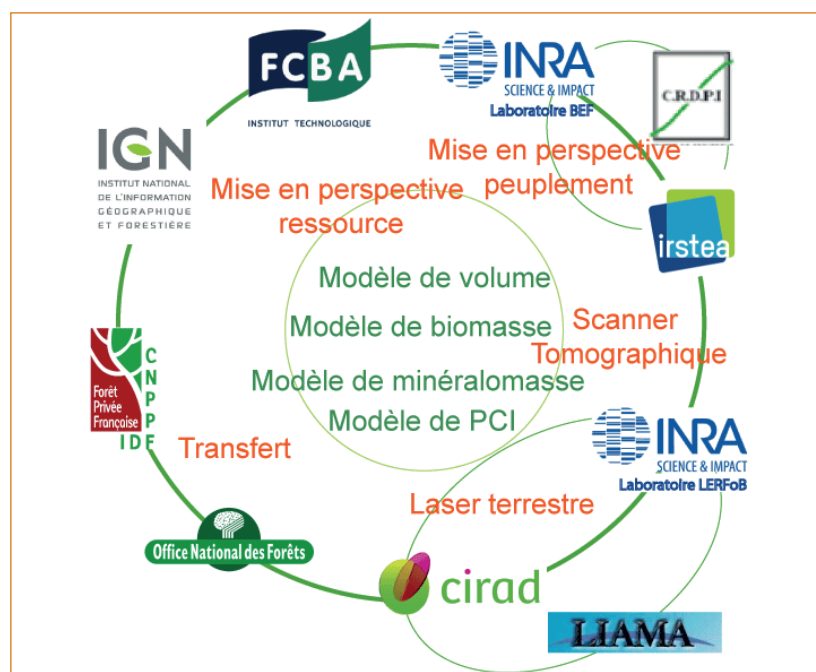 FCBA
INSTITUT TECHNOLOGIQUE
INRA
SCIENCE & IMPACT
Laboratoire BEF
C.R.D.P.I
IGN
INSTITUT NATIONAL
DE L'INFORMATION
GÉOGRAPHIQUE
ET FORESTIÈRE
Mise en perspective
peuplement
Mise en perspective
ressource
irstea
Modèle de volume
Modèle de biomasse
Modèle de minéralomasse
Modèle de PCI
Scanner
Tomographique
Forêt
Privée
Française
CNPPF
IDF
Transfert
INRA
SCIENCE & IMPACT
Laboratoire LERFoB
Laser terrestre
Office National des Forêts
cirad
LIAMA